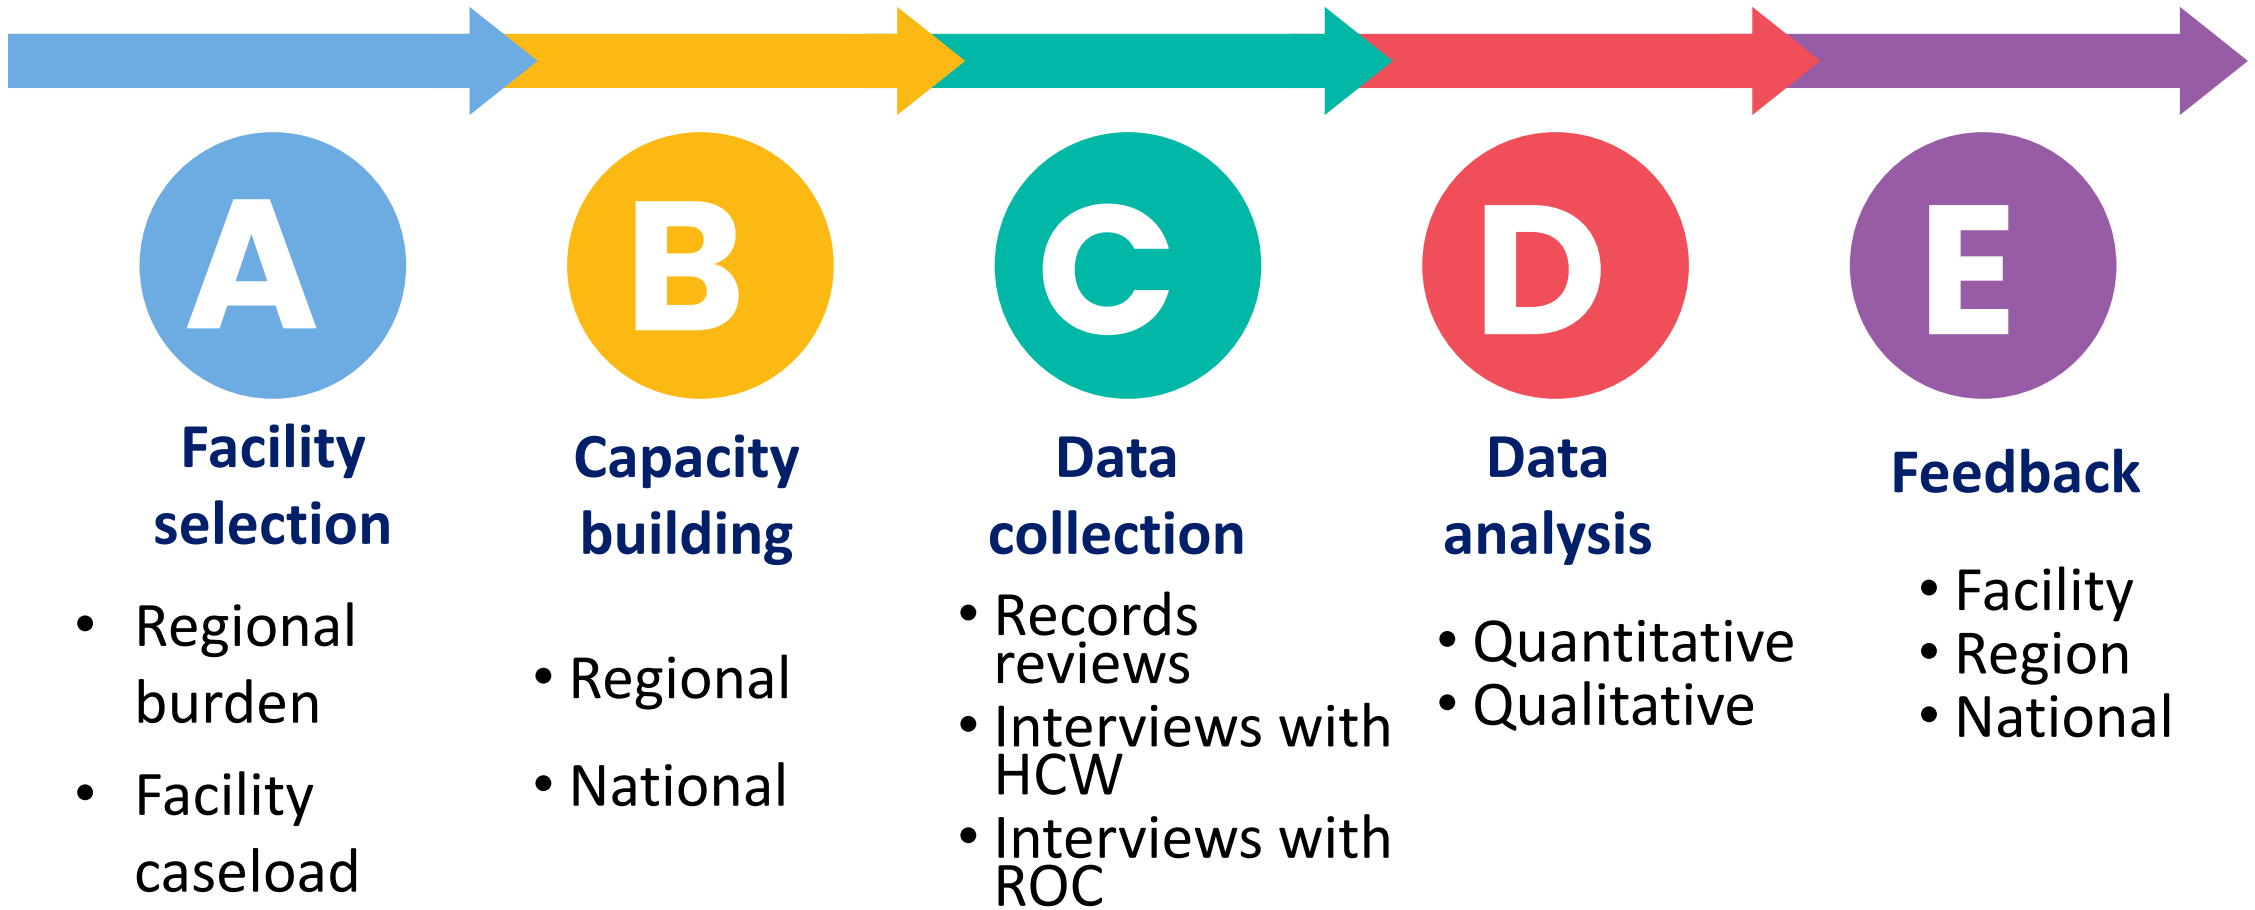 A
B
C
D
E
Facility
selection
• Regional
burden
• Facility
caseload
Capacity
building
• Regional
• National
Data
collection
• Records
reviews
• Interviews with
HCW
• Interviews with
ROC
Data
analysis
• Quantitative
• Qualitative
Feedback
• Facility
• Region
• National